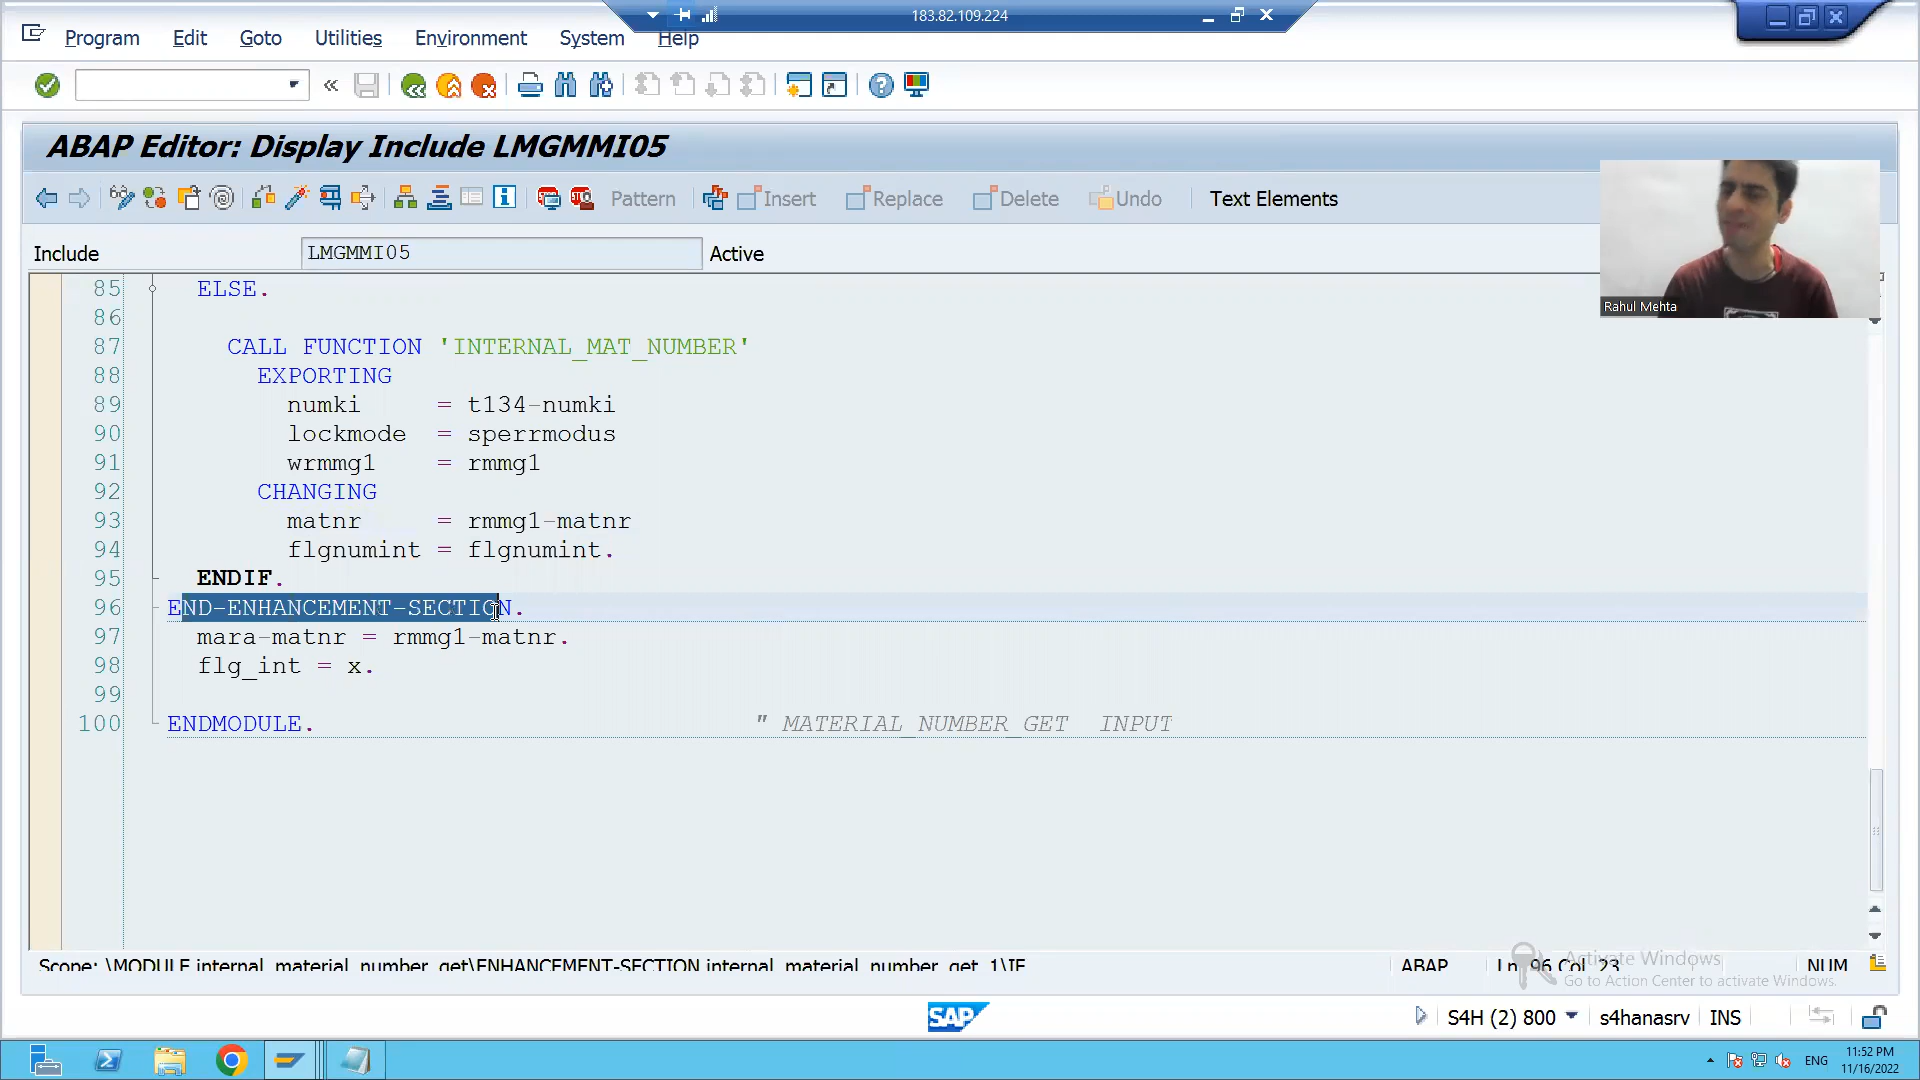 183.82.109.224
Program Edit Goto Utilities Environment System Help
ABAP Editor: Display Include LMGMMI05
Pattern Insert Replace Delete Undo Text Elements
Include LMGMMI05 Active
Rahul Mehta
85 ELSE.
86
87 CALL FUNCTION 'INTERNAL_MAT_NUMBER'
88 EXPORTING
89 numki = t134-numki
90 lockmode = sperrmodus
91 wrmmg1 = rmmg1
92 CHANGING
93 matnr = rmmg1-matnr
94 flgnumint = flgnumint.
95 ENDIF.
96 END-ENHANCEMENT-SECTION.
97 mara-matnr = rmmg1-matnr.
98 flg_int = x.
99
100 ENDMODULE. " MATERIAL_NUMBER_GET INPUT
Activate Windows
Go to Action Center to activate Windows.
Scope: \MODULE internal_material_number_get\ENHANCEMENT-SECTION internal_material_number_get_1\IF ABAP Ln 96 Col 23 NUM
SAP S4H (2) 800 s4hanasrv INS
ENG 11:52 PM
11/16/2022